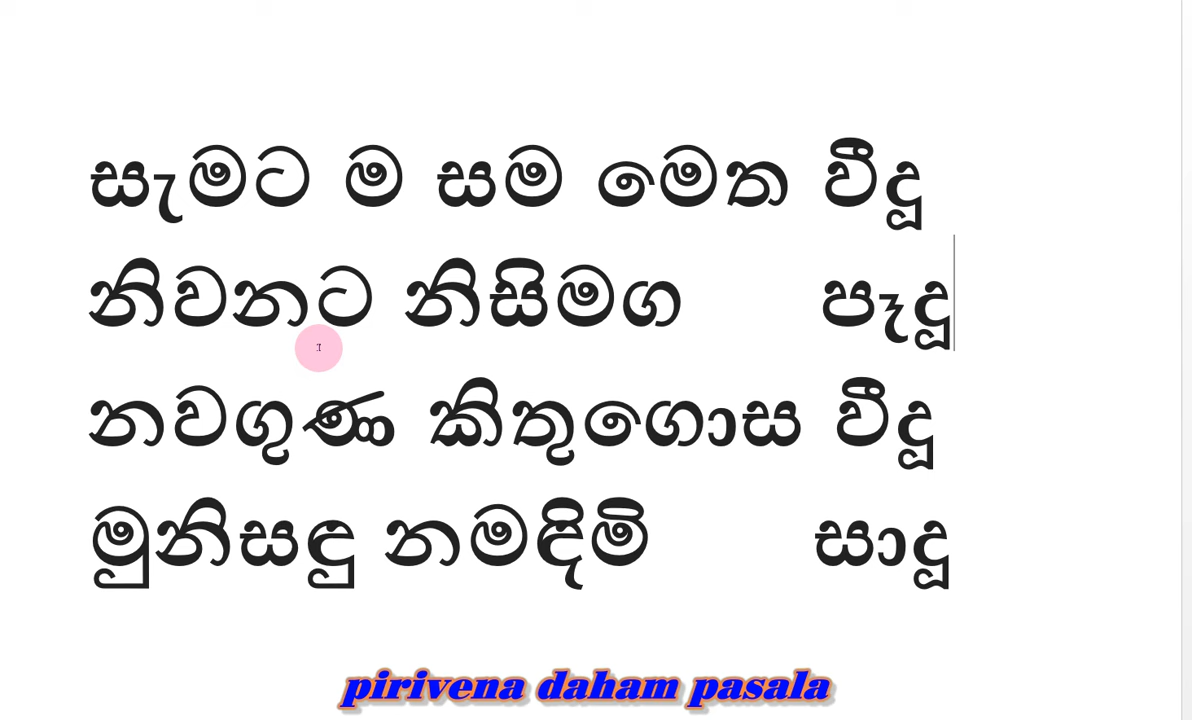 සැමට ම සම මෙත වීදූ
නිවනට නිසිමග පෑදූ
නවගුණ කිතුගොස වීදූ
මුනිසඳු නමදිමි සාදූ
pirivena daham pasala